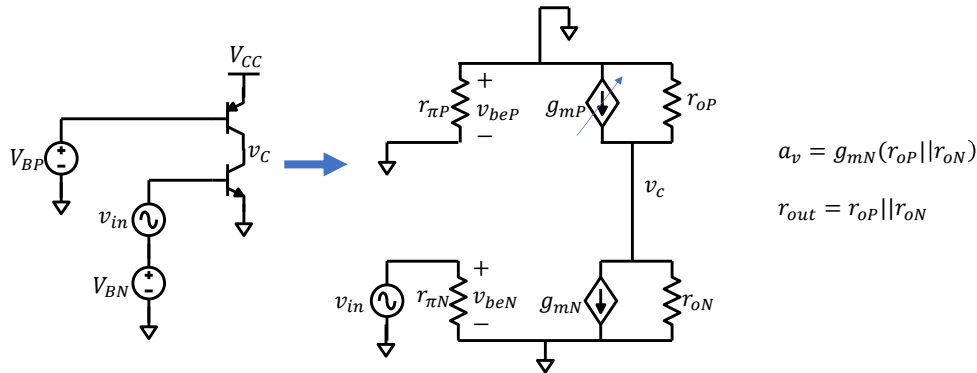 V_CC
V_BP
v_C
v_in
V_BN
r_πP
+
v_beP
−
g_mP
r_oP
v_c
v_in
r_πN
+
v_beN
−
g_mN
r_oN
a_v = g_mN(r_oP||r_oN)
r_out = r_oP||r_oN